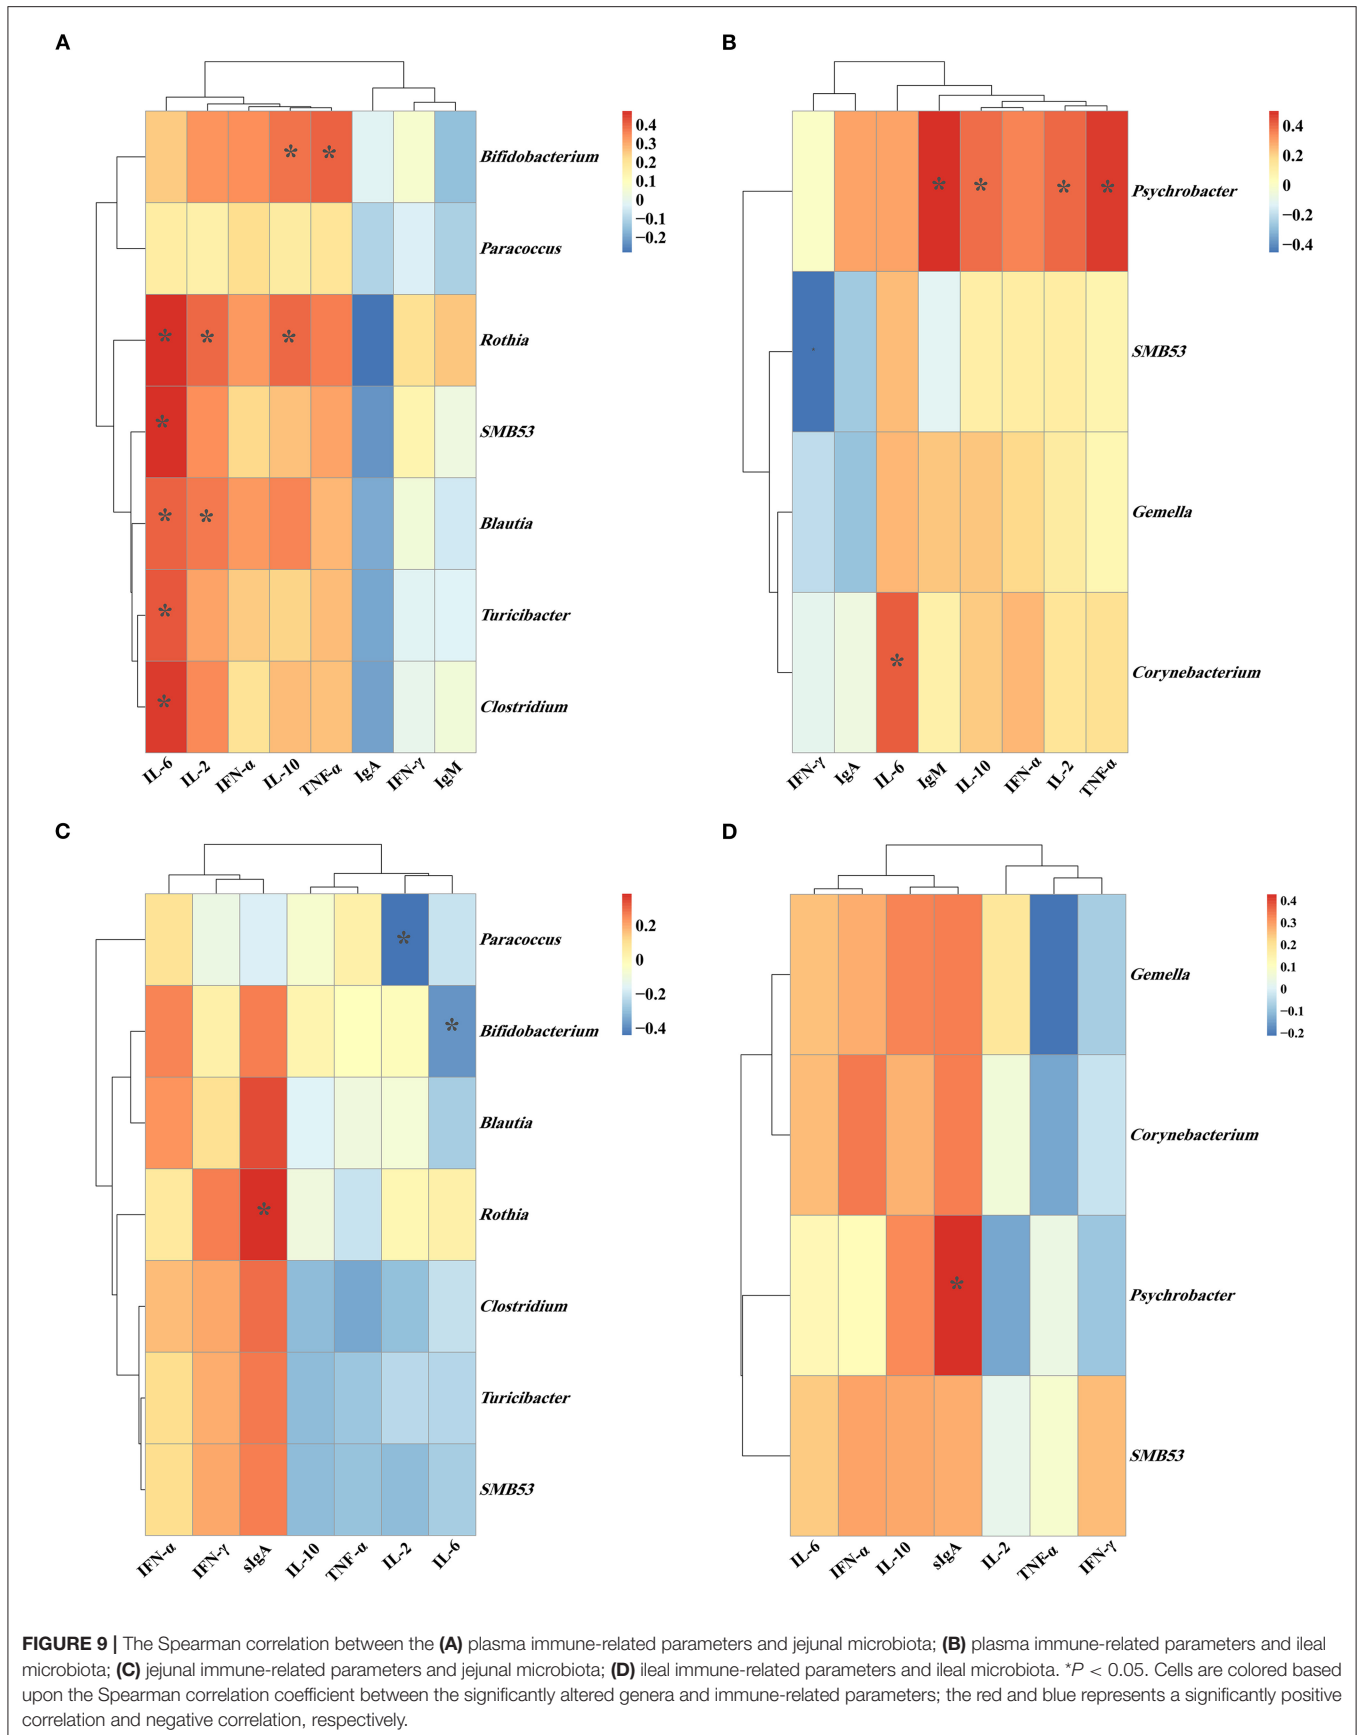 A
B
0.4
0.3
0.2
0.1
0
−0.1
−0.2
Bifidobacterium
* *
Paracoccus
Rothia
* * *
SMB53
*
Blautia
* *
Turicibacter
*
Clostridium
*
IL-6 IL-2 IFN-α IL-10 TNF-α IgA IFN-γ IgM
0.4
0.2
0
−0.2
−0.4
Psychrobacter
* * * *
SMB53
*
Gemella
Corynebacterium
*
IFN-γ IgA IL-6 IgM IL-10 IFN-α IL-2 TNF-α
C
D
0.2
0
−0.2
−0.4
Paracoccus
*
Bifidobacterium
*
Blautia
Rothia
*
Clostridium
Turicibacter
SMB53
IFN-α IFN-γ sIgA IL-10 TNF-α IL-2 IL-6
0.4
0.3
0.2
0.1
0
−0.1
−0.2
Gemella
Corynebacterium
Psychrobacter
*
SMB53
IL-6 IFN-α IL-10 sIgA IL-2 TNF-α IFN-γ
FIGURE 9 | The Spearman correlation between the (A) plasma immune-related parameters and jejunal microbiota; (B) plasma immune-related parameters and ileal
microbiota; (C) jejunal immune-related parameters and jejunal microbiota; (D) ileal immune-related parameters and ileal microbiota. *P < 0.05. Cells are colored based
upon the Spearman correlation coefficient between the significantly altered genera and immune-related parameters; the red and blue represents a significantly positive
correlation and negative correlation, respectively.